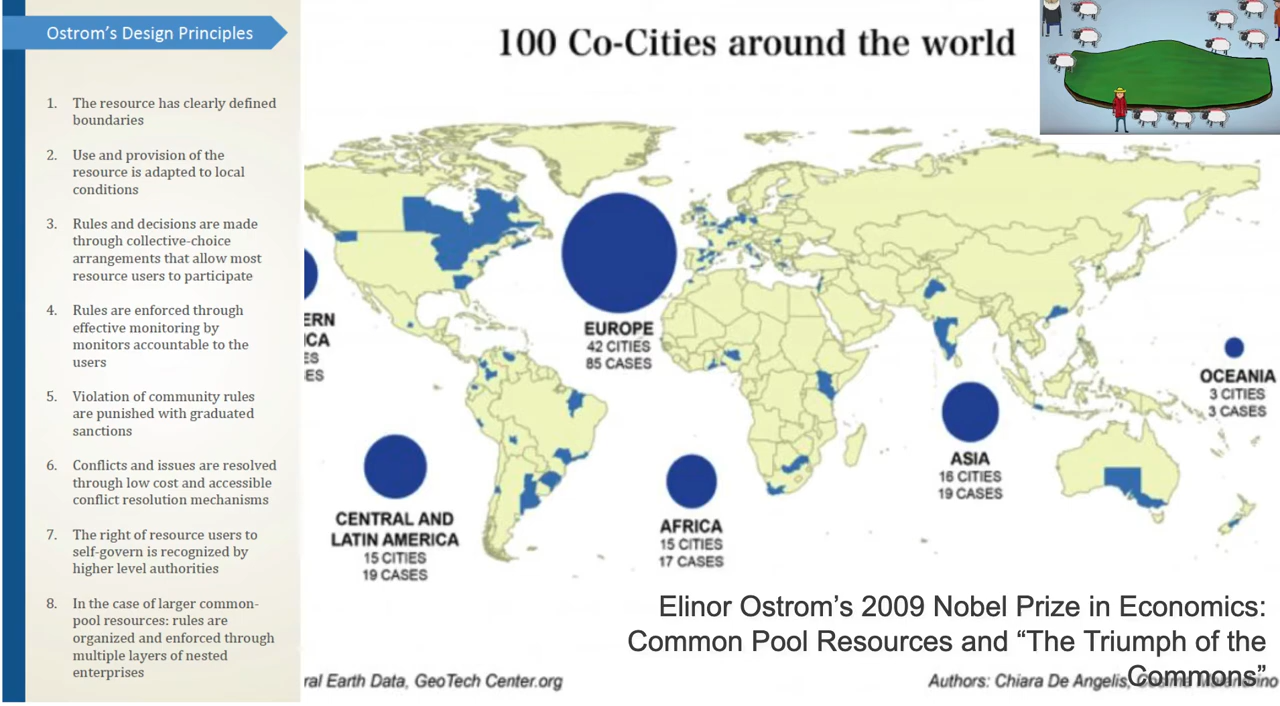 Ostrom's Design Principles
1. The resource has clearly defined
boundaries
2. Use and provision of the
resource is adapted to local
conditions
3. Rules and decisions are made
through collective-choice
arrangements that allow most
resource users to participate
4. Rules are enforced through
effective monitoring by
monitors accountable to the
users
5. Violation of community rules
are punished with graduated
sanctions
6. Conflicts and issues are resolved
through low cost and accessible
conflict resolution mechanisms
7. The right of resource users to
self-govern is recognized by
higher level authorities
8. In the case of larger common-
pool resources: rules are
organized and enforced through
multiple layers of nested
enterprises
100 Co-Cities around the world
ERN
ICA
ES
ES
EUROPE
42 CITIES
85 CASES
CENTRAL AND
LATIN AMERICA
15 CITIES
19 CASES
AFRICA
15 CITIES
17 CASES
ASIA
16 CITIES
19 CASES
OCEANIA
3 CITIES
3 CASES
Elinor Ostrom's 2009 Nobel Prize in Economics:
Common Pool Resources and "The Triumph of the
Commons"
ral Earth Data, GeoTech Center.org
Authors: Chiara De Angelis,